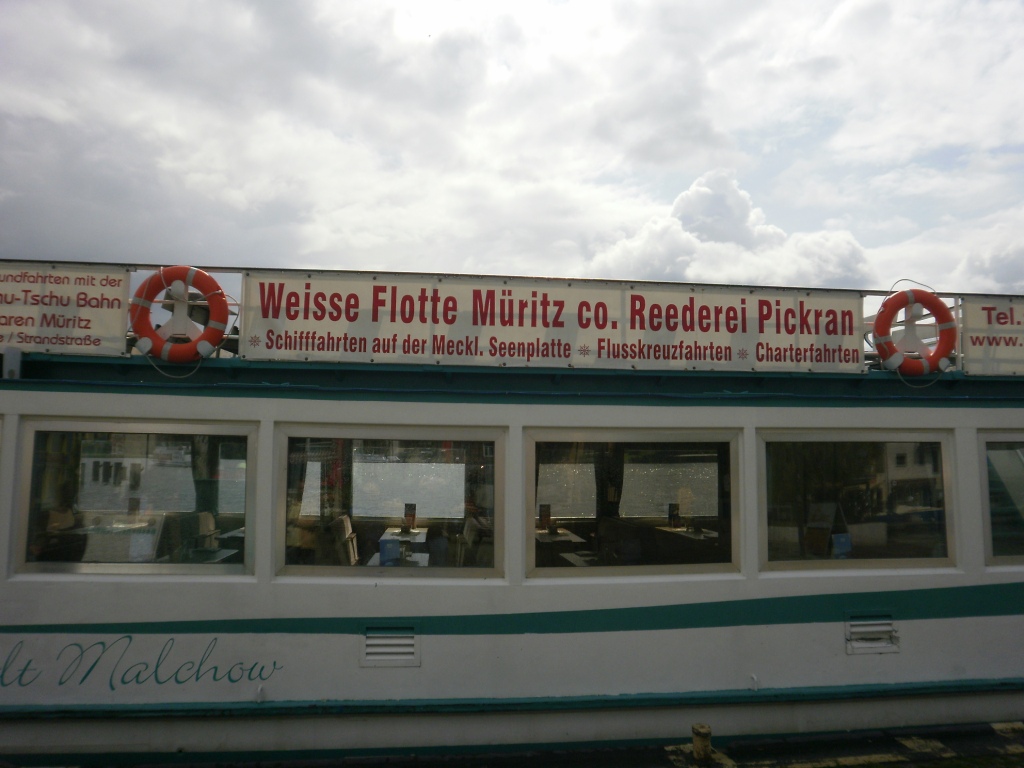 undfahrten mit der
u-Tschu Bahn
aren Müritz
e / Strandstraße
Weisse Flotte Müritz co. Reederei Pickran
Schifffahrten auf der Meckl. Seenplatte ⎈ Flusskreuzfahrten ⎈ Charterfahrten
Tel.
www.
lt Malchow